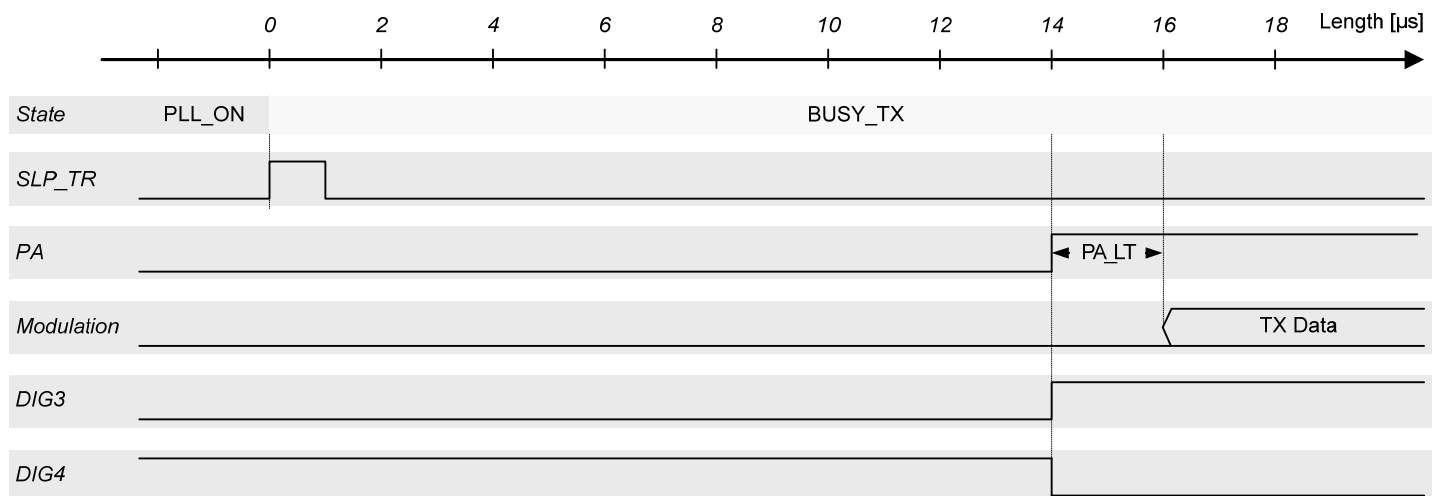 0 2 4 6 8 10 12 14 16 18 Length [µs]
State PLL_ON BUSY_TX
SLP_TR
PA PA_LT
Modulation TX Data
DIG3
DIG4